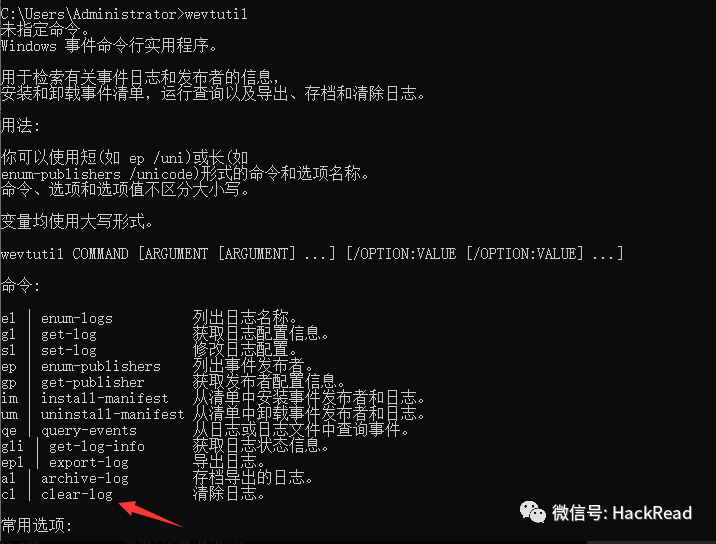 C:\Users\Administrator>wevtutil
未指定命令。
Windows 事件命令行实用程序。
用于检索有关事件日志和发布者的信息,
安装和卸载事件清单，运行查询以及导出、存档和清除日志。
用法:
你可以使用短(如 ep /uni)或长(如
enum-publishers /unicode)形式的命令和选项名称。
命令、选项和选项值不区分大小写。
变量均使用大写形式。
wevtutil COMMAND [ARGUMENT [ARGUMENT] ...] [/OPTION:VALUE [/OPTION:VALUE] ...]
命令:
el | enum-logs 列出日志名称。
gl | get-log 获取日志配置信息。
sl | set-log 修改日志配置。
ep | enum-publishers 列出事件发布者。
gp | get-publisher 获取发布者配置信息。
im | install-manifest 从清单中安装事件发布者和日志。
um | uninstall-manifest 从清单中卸载事件发布者和日志。
qe | query-events 从日志或日志文件中查询事件。
gli | get-log-info 获取日志状态信息。
epl | export-log 导出日志。
al | archive-log 存档导出的日志。
cl | clear-log 清除日志。
常用选项:
微信号: HackRead